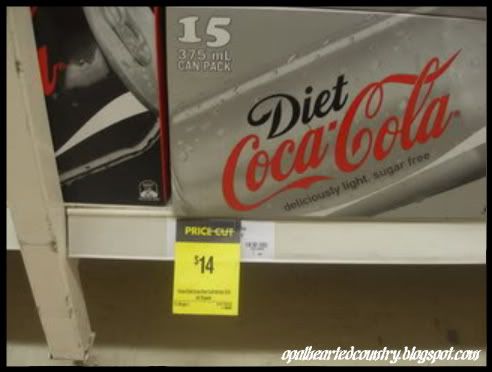 15
375 mL
CAN PACK
Diet
Coca-Cola
deliciously light. sugar free
PRICE CUT
$14
opalheartedcountry.blogspot.com